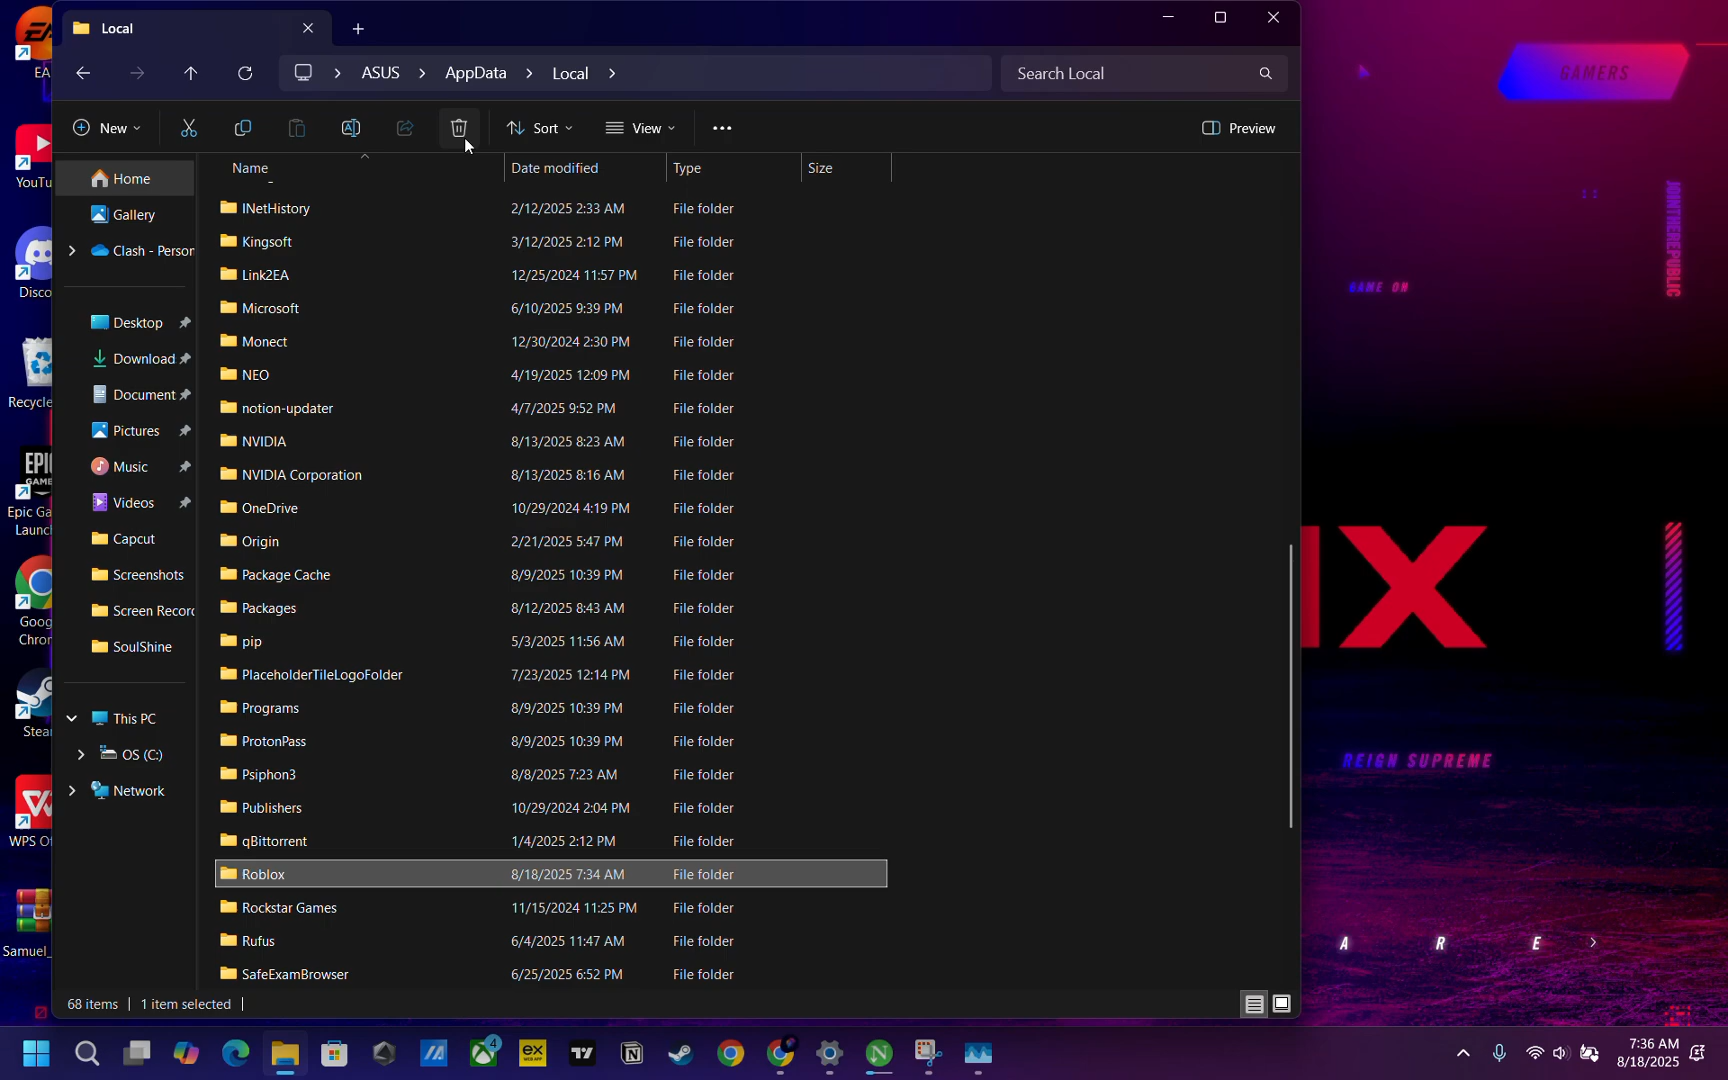 Local
ASUS
AppData
Local
Search Local
New
Sort
View
Preview
Name
Date modified
Type
Size
Home
Gallery
Clash - Person
Desktop
Download
Document
Pictures
Music
Videos
Capcut
Screenshots
Screen Recor
SoulShine
This PC
OS (C:)
Network
INetHistory 2/12/2025 2:33 AM File folder
Kingsoft 3/12/2025 2:12 PM File folder
Link2EA 12/25/2024 11:57 PM File folder
Microsoft 6/10/2025 9:39 PM File folder
Monect 12/30/2024 2:30 PM File folder
NEO 4/19/2025 12:09 PM File folder
notion-updater 4/7/2025 9:52 PM File folder
NVIDIA 8/13/2025 8:23 AM File folder
NVIDIA Corporation 8/13/2025 8:16 AM File folder
OneDrive 10/29/2024 4:19 PM File folder
Origin 2/21/2025 5:47 PM File folder
Package Cache 8/9/2025 10:39 PM File folder
Packages 8/12/2025 8:43 AM File folder
pip 5/3/2025 11:56 AM File folder
PlaceholderTileLogoFolder 7/23/2025 12:14 PM File folder
Programs 8/9/2025 10:39 PM File folder
ProtonPass 8/9/2025 10:39 PM File folder
Psiphon3 8/8/2025 7:23 AM File folder
Publishers 10/29/2024 2:04 PM File folder
qBittorrent 1/4/2025 2:12 PM File folder
Roblox 8/18/2025 7:34 AM File folder
Rockstar Games 11/15/2024 11:25 PM File folder
Rufus 6/4/2025 11:47 AM File folder
SafeExamBrowser 6/25/2025 6:52 PM File folder
68 items
1 item selected
EA
YouTu
Disco
Recycle
EPIC
GAME
Epic Ga
Launc
Goog
Chro
Stea
WPS Of
Samuel_
GAMERS
JOINTHEREPUBLIC
GAME ON
IX
REIGN SUPREME
A R E
4
ex
WEB APP
7:36 AM
8/18/2025